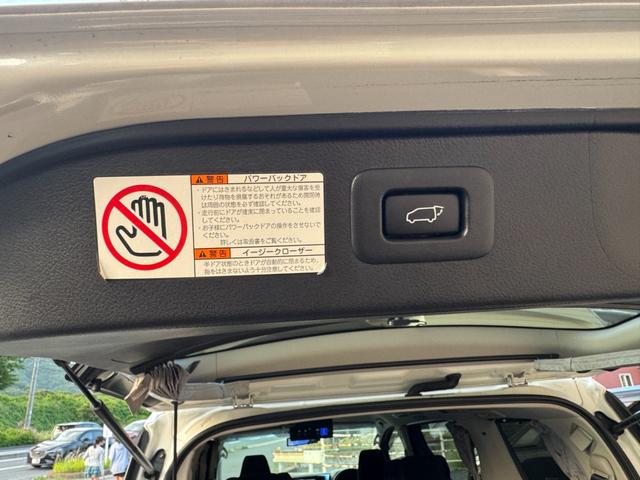 警告 パワーバックドア
・ドアにはさまれるなどして人が重大な傷害を受
けたり荷物を損傷するおそれがあるため開閉時
は周囲の状態を必ず確認してください。
・走行前にドアが確実に閉まっていることを確認
してください。
・お子様にパワーバックドアの操作をさせないで
ください。
詳しくは取扱書をご覧ください。
警告 イージークローザー
半ドア状態のときドアが自動的に閉まるため、
指をはさまないよう十分注意してください。